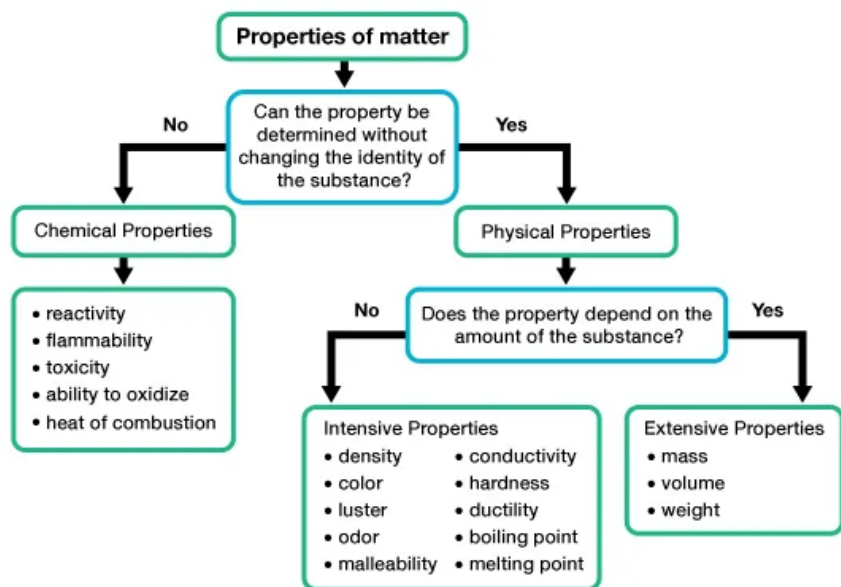 Properties of matter
Can the property be
determined without
changing the identity of
the substance?
No
Yes
Chemical Properties
Physical Properties
• reactivity
• flammability
• toxicity
• ability to oxidize
• heat of combustion
Does the property depend on the
amount of the substance?
No
Yes
Intensive Properties
• density
• color
• luster
• odor
• malleability
• conductivity
• hardness
• ductility
• boiling point
• melting point
Extensive Properties
• mass
• volume
• weight